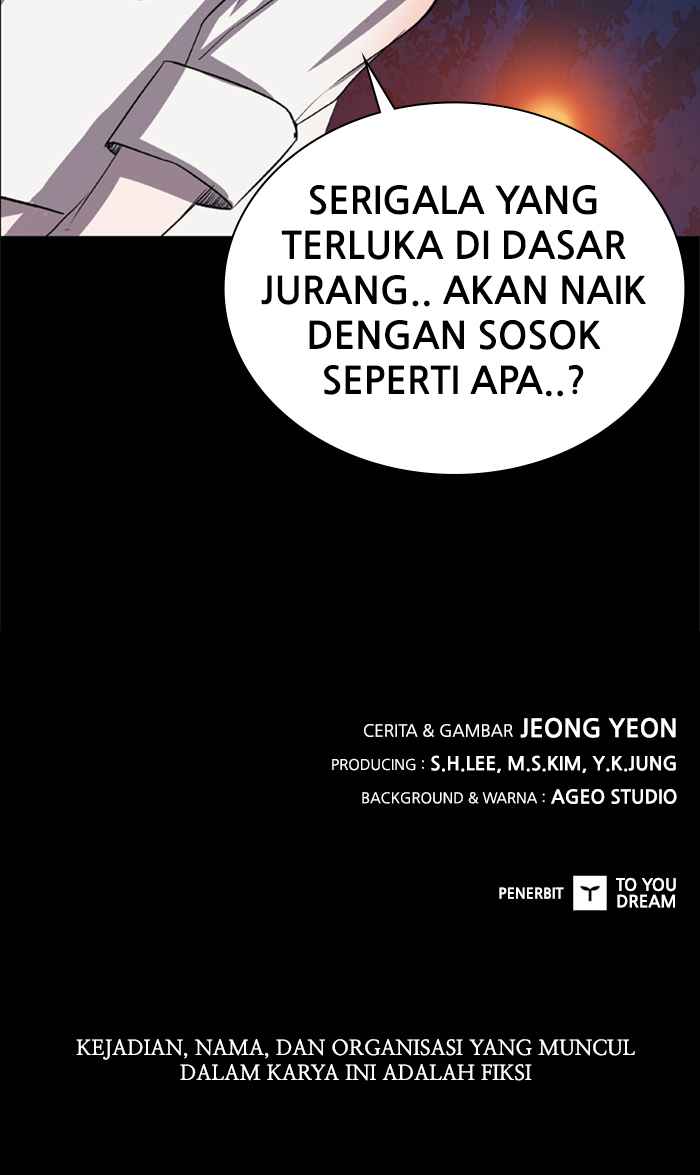 SERIGALA YANG
TERLUKA DI DASAR
JURANG.. AKAN NAIK
DENGAN SOSOK
SEPERTI APA..?
CERITA & GAMBAR JEONG YEON
PRODUCING : S.H.LEE, M.S.KIM, Y.K.JUNG
BACKGROUND & WARNA : AGEO STUDIO
PENERBIT TO YOU
DREAM
KEJADIAN, NAMA, DAN ORGANISASI YANG MUNCUL
DALAM KARYA INI ADALAH FIKSI